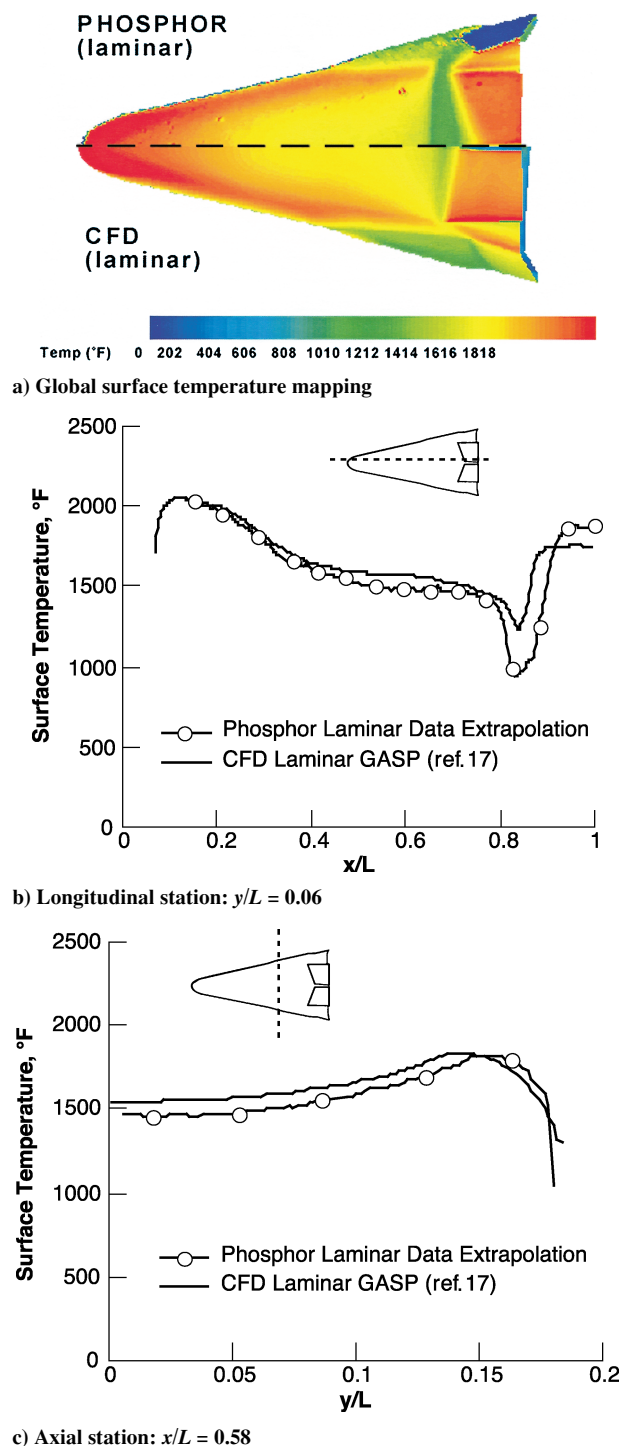 PHOSPHOR
(laminar)
CFD
(laminar)
Temp (°F) 0 202 404 606 808 1010 1212 1414 1616 1818
a) Global surface temperature mapping
2500
2000
1500
1000
500
0
Surface Temperature, °F
Phosphor Laminar Data Extrapolation
CFD Laminar GASP (ref. 17)
0 0.2 0.4 0.6 0.8 1
x/L
b) Longitudinal station: y/L = 0.06
2500
2000
1500
1000
500
0
Surface Temperature, °F
Phosphor Laminar Data Extrapolation
CFD Laminar GASP (ref. 17)
0 0.05 0.1 0.15 0.2
y/L
c) Axial station: x/L = 0.58